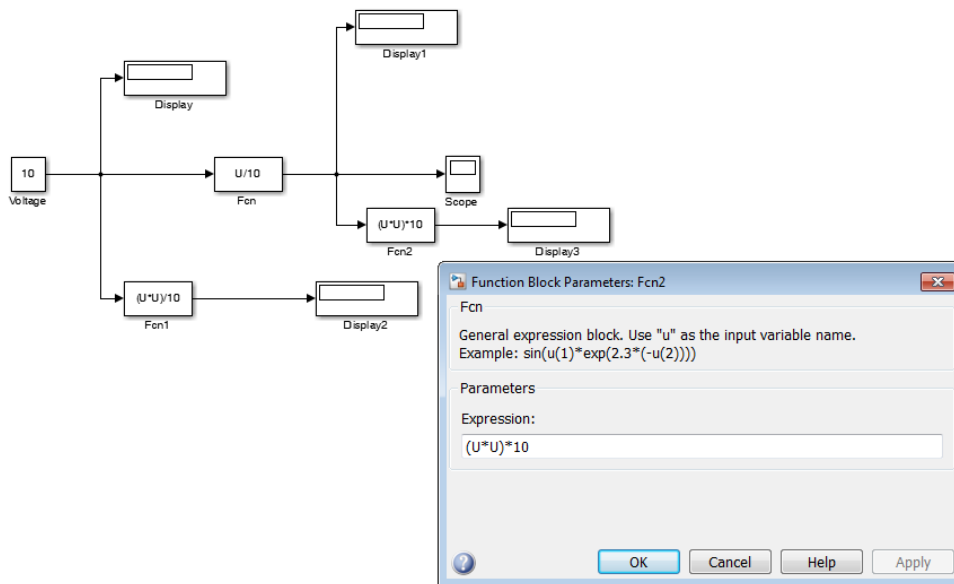 Display1
Display
10
Voltage
U/10
Fcn
Scope
(U*U)*10
Fcn2
Display3
(U*U)/10
Fcn1
Display2
Function Block Parameters: Fcn2
Fcn
General expression block. Use "u" as the input variable name.
Example: sin(u(1)*exp(2.3*(-u(2))))
Parameters
Expression:
(U*U)*10
OK Cancel Help Apply